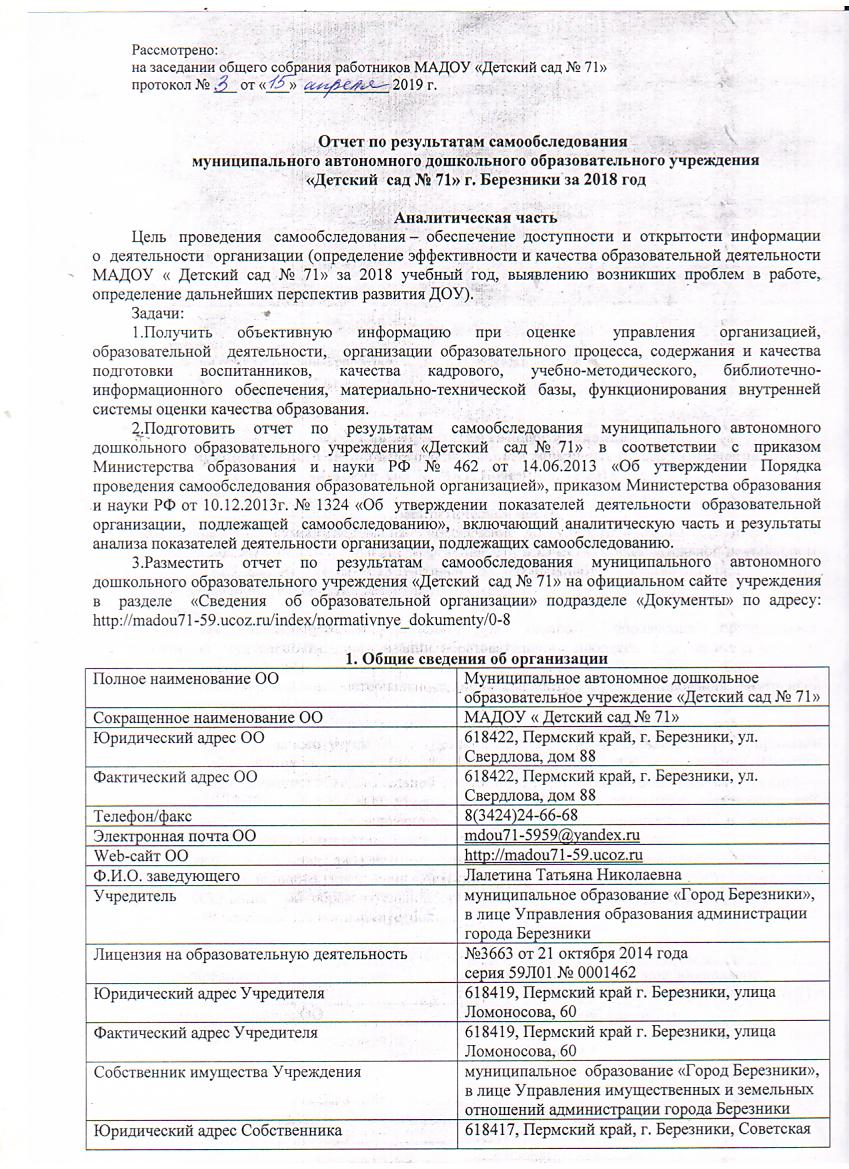 Рассмотрено:
на заседании общего собрания работников МАДОУ «Детский сад № 71»
протокол № 3 от «15» апреля 2019 г.
Отчет по результатам самообследования
муниципального автономного дошкольного образовательного учреждения
«Детский сад № 71» г. Березники за 2018 год
Аналитическая часть
Цель проведения самообследования – обеспечение доступности и открытости информации
о деятельности организации (определение эффективности и качества образовательной деятельности
МАДОУ « Детский сад № 71» за 2018 учебный год, выявлению возникших проблем в работе,
определение дальнейших перспектив развития ДОУ).
Задачи:
1.Получить объективную информацию при оценке управления организацией,
образовательной деятельности, организации образовательного процесса, содержания и качества
подготовки воспитанников, качества кадрового, учебно-методического, библиотечно-
информационного обеспечения, материально-технической базы, функционирования внутренней
системы оценки качества образования.
2.Подготовить отчет по результатам самообследования муниципального автономного
дошкольного образовательного учреждения «Детский сад № 71» в соответствии с приказом
Министерства образования и науки РФ № 462 от 14.06.2013 «Об утверждении Порядка
проведения самообследования образовательной организацией», приказом Министерства образования
и науки РФ от 10.12.2013г. № 1324 «Об утверждении показателей деятельности образовательной
организации, подлежащей самообследованию», включающий аналитическую часть и результаты
анализа показателей деятельности организации, подлежащих самообследованию.
3.Разместить отчет по результатам самообследования муниципального автономного
дошкольного образовательного учреждения «Детский сад № 71» на официальном сайте учреждения
в разделе «Сведения об образовательной организации» подразделе «Документы» по адресу:
http://madou71-59.ucoz.ru/index/normativnye_dokumenty/0-8
1. Общие сведения об организации
Полное наименование ОО
Муниципальное автономное дошкольное
образовательное учреждение «Детский сад № 71»
Сокращенное наименование ОО
МАДОУ « Детский сад № 71»
Юридический адрес ОО
618422, Пермский край, г. Березники, ул.
Свердлова, дом 88
Фактический адрес ОО
618422, Пермский край, г. Березники, ул.
Свердлова, дом 88
Телефон/факс
8(3424)24-66-68
Электронная почта ОО
mdou71-5959@yandex.ru
Web-сайт ОО
http://madou71-59.ucoz.ru
Ф.И.О. заведующего
Лалетина Татьяна Николаевна
Учредитель
муниципальное образование «Город Березники»,
в лице Управления образования администрации
города Березники
Лицензия на образовательную деятельность
№3663 от 21 октября 2014 года
серия 59Л01 № 0001462
Юридический адрес Учредителя
618419, Пермский край г. Березники, улица
Ломоносова, 60
Фактический адрес Учредителя
618419, Пермский край г. Березники, улица
Ломоносова, 60
Собственник имущества Учреждения
муниципальное образование «Город Березники»,
в лице Управления имущественных и земельных
отношений администрации города Березники
Юридический адрес Собственника
618417, Пермский край, г. Березники, Советская